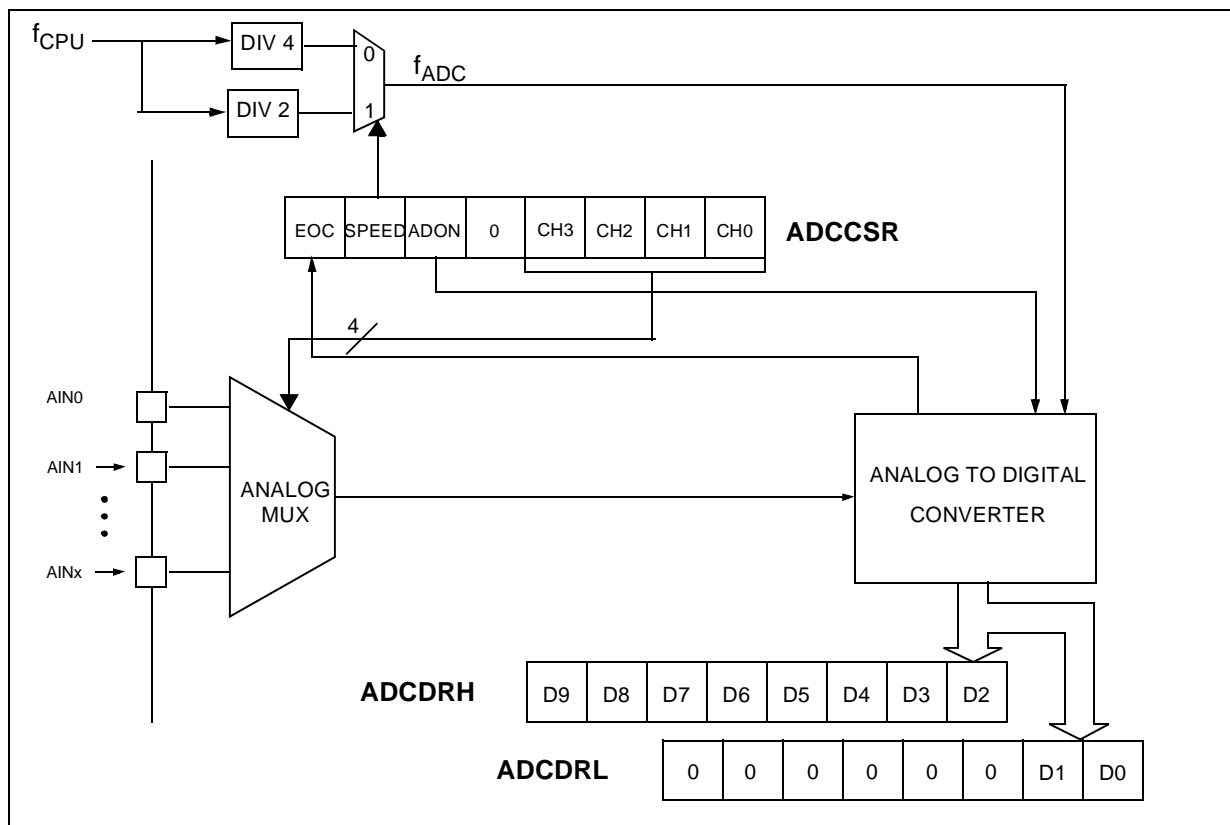 fCPU
DIV 4
0
fADC
DIV 2
1
EOC SPEED ADON 0 CH3 CH2 CH1 CH0 ADCCSR
4
AIN0
AIN1
ANALOG
MUX
ANALOG TO DIGITAL
CONVERTER
AINx
ADCDRH D9 D8 D7 D6 D5 D4 D3 D2
ADCDRL 0 0 0 0 0 0 D1 D0